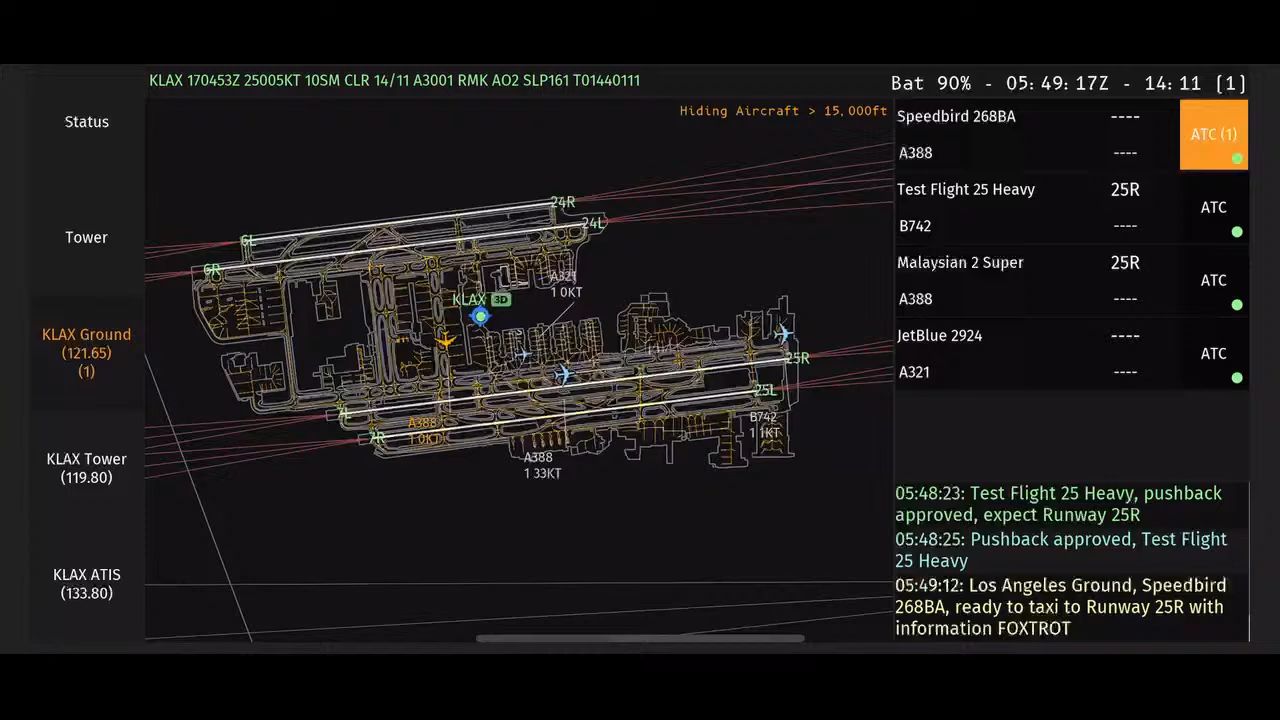 KLAX 170453Z 25005KT 10SM CLR 14/11 A3001 RMK AO2 SLP161 T01440111
Bat 90% - 05:49:17Z - 14:11 [1]
Status
Tower
KLAX Ground
(121.65)
(1)
KLAX Tower
(119.80)
KLAX ATIS
(133.80)
Hiding Aircraft > 15,000ft
24R
24L
6L
6R
A321
1 0KT
KLAX 3D
25R
25L
7L
7R
A388
1 0KT
B742
1 1KT
A388
1 33KT
Speedbird 268BA ----
A388 ----
ATC (1)
Test Flight 25 Heavy 25R
B742 ----
ATC
Malaysian 2 Super 25R
A388 ----
ATC
JetBlue 2924 ----
A321 ----
ATC
05:48:23: Test Flight 25 Heavy, pushback
approved, expect Runway 25R
05:48:25: Pushback approved, Test Flight
25 Heavy
05:49:12: Los Angeles Ground, Speedbird
268BA, ready to taxi to Runway 25R with
information FOXTROT